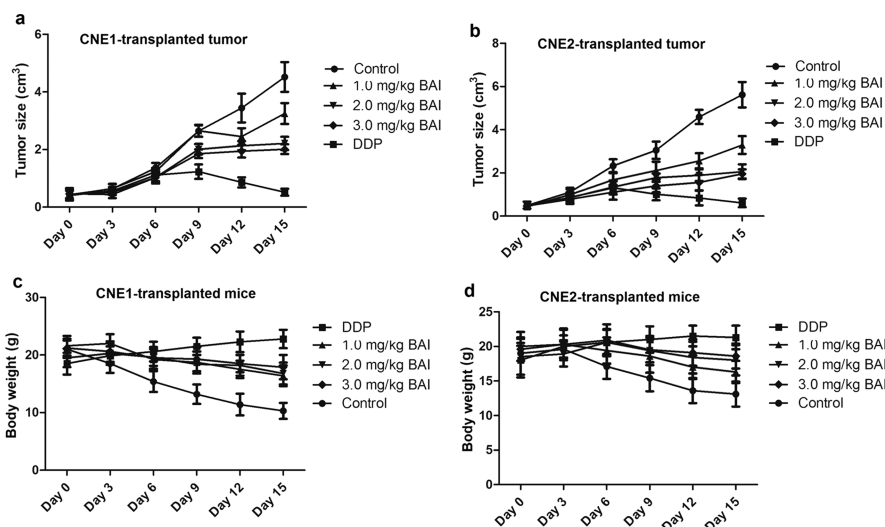 a
CNE1-transplanted tumor
Tumor size (cm3)
6
4
2
0
Day 0
Day 3
Day 6
Day 9
Day 12
Day 15
Control
1.0 mg/kg BAI
2.0 mg/kg BAI
3.0 mg/kg BAI
DDP
b
CNE2-transplanted tumor
Tumor size (cm3)
8
6
4
2
0
Day 0
Day 3
Day 6
Day 9
Day 12
Day 15
Control
1.0 mg/kg BAI
2.0 mg/kg BAI
3.0 mg/kg BAI
DDP
c
CNE1-transplanted mice
Body weight (g)
30
20
10
0
Day 0
Day 3
Day 6
Day 9
Day 12
Day 15
DDP
1.0 mg/kg BAI
2.0 mg/kg BAI
3.0 mg/kg BAI
Control
d
CNE2-transplanted mice
Body weight (g)
25
20
15
10
5
0
Day 0
Day 3
Day 6
Day 9
Day 12
Day 15
DDP
1.0 mg/kg BAI
2.0 mg/kg BAI
3.0 mg/kg BAI
Control